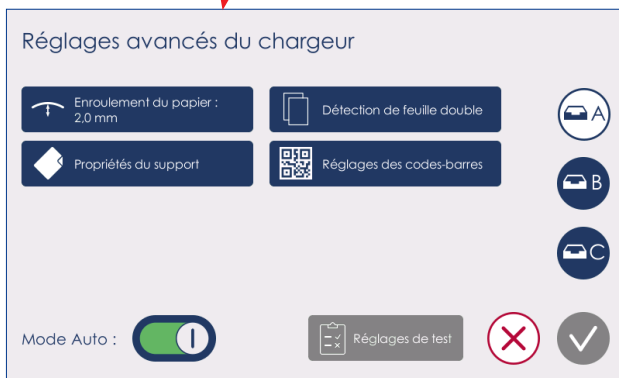 Réglages avancés du chargeur
Enroulement du papier :
2,0 mm
Détection de feuille double
A
Propriétés du support
Réglages des codes-barres
B
C
Mode Auto :
Réglages de test